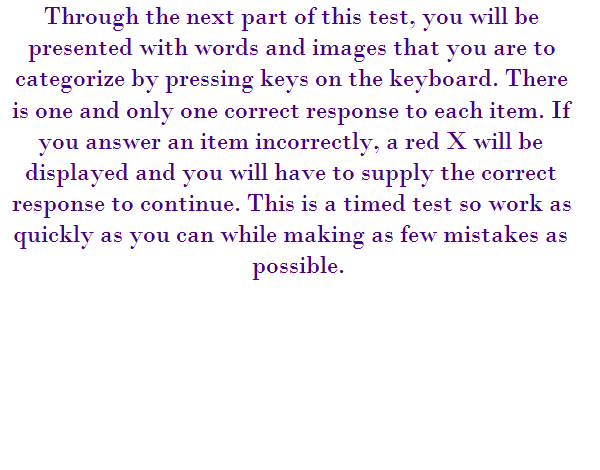 Through the next part of this test, you will be
presented with words and images that you are to
categorize by pressing keys on the keyboard. There
is one and only one correct response to each item. If
you answer an item incorrectly, a red X will be
displayed and you will have to supply the correct
response to continue. This is a timed test so work as
quickly as you can while making as few mistakes as
possible.